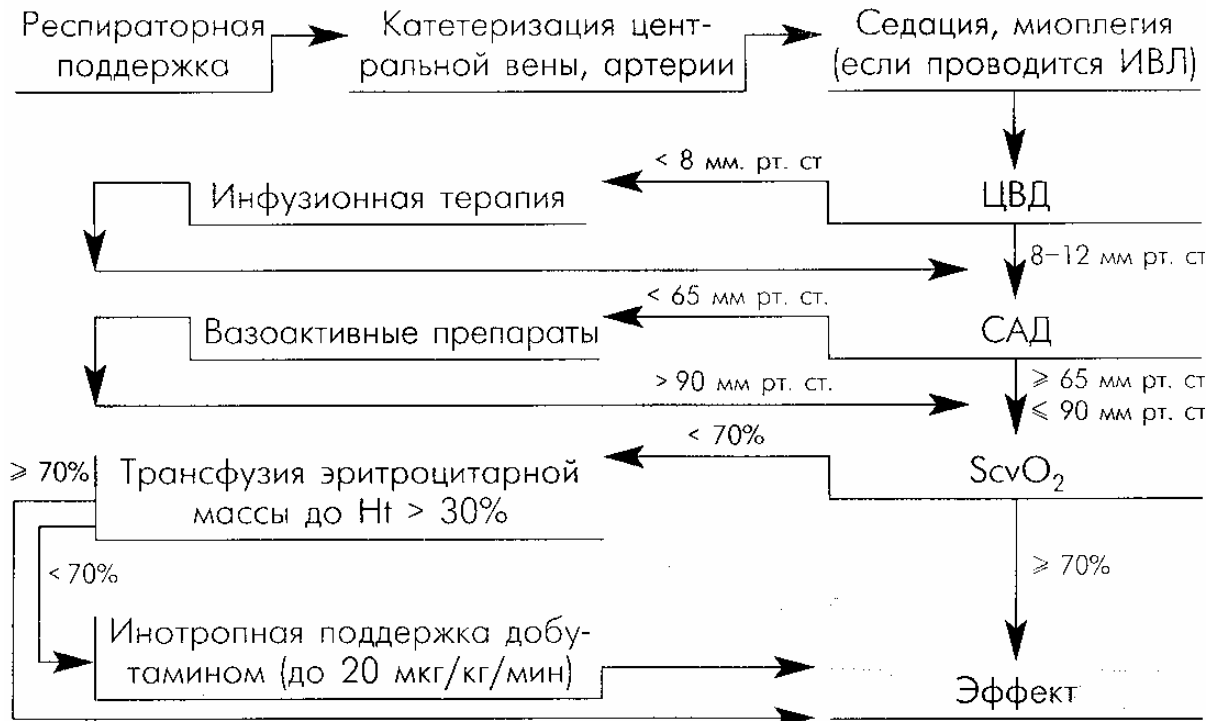 Респираторная
поддержка
Катетеризация цент-
ральной вены, артерии
Седация, миоплегия
(если проводится ИВЛ)
< 8 мм. рт. ст
Инфузионная терапия
ЦВД
8–12 мм рт. ст
< 65 мм рт. ст.
Вазоактивные препараты
САД
> 90 мм рт. ст.
≥ 65 мм рт. ст
≤ 90 мм рт. ст
< 70%
≥ 70%
Трансфузия эритроцитарной
массы до Ht > 30%
ScvO₂
< 70%
≥ 70%
Инотропная поддержка добу-
тамином (до 20 мкг/кг/мин)
Эффект